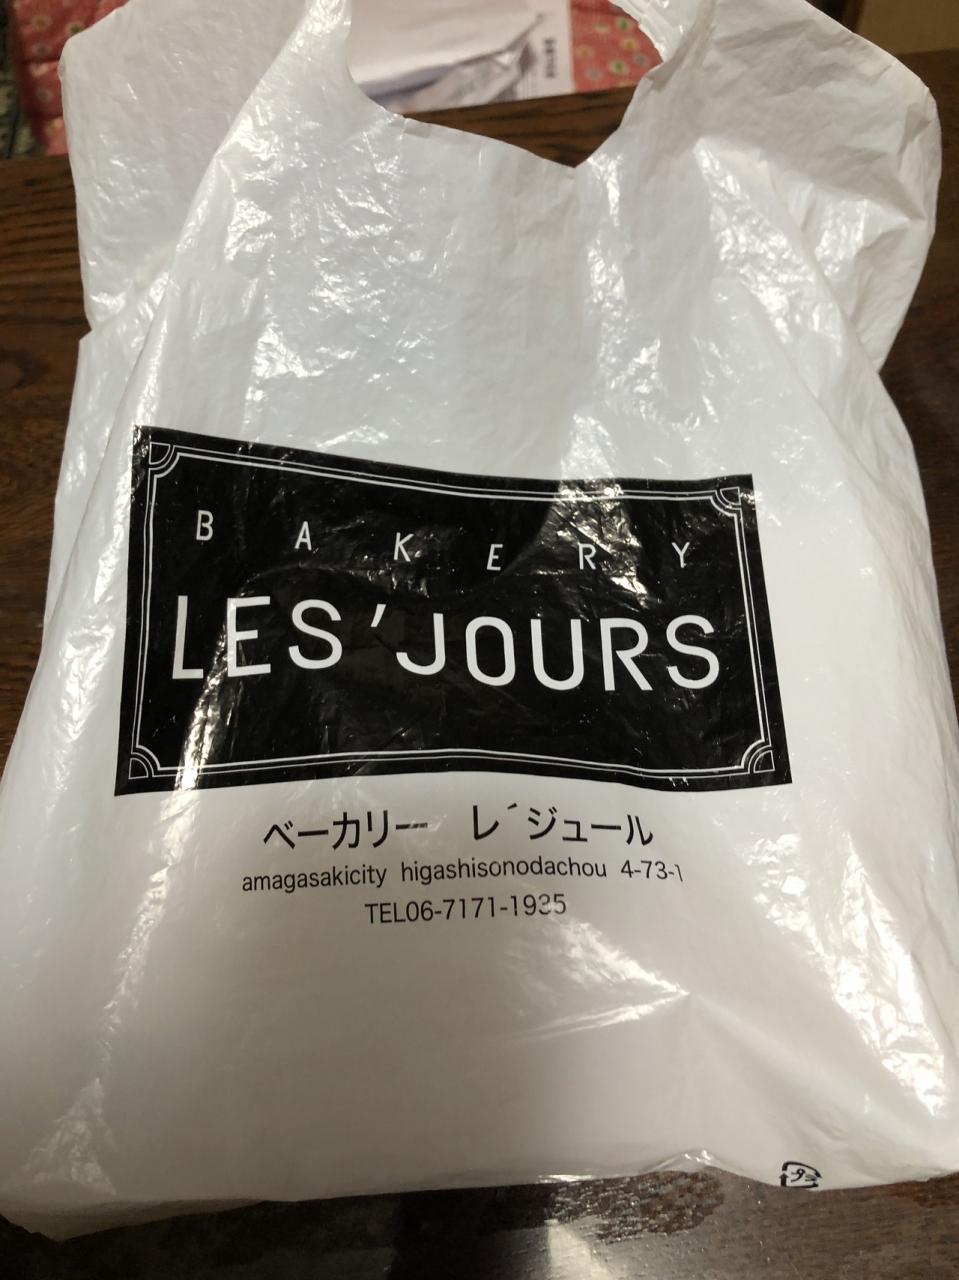 BAKERY
LES'JOURS
ベーカリー レ´ジュール
amagasakicity higashisonodachou 4-73-1
TEL06-7171-1935